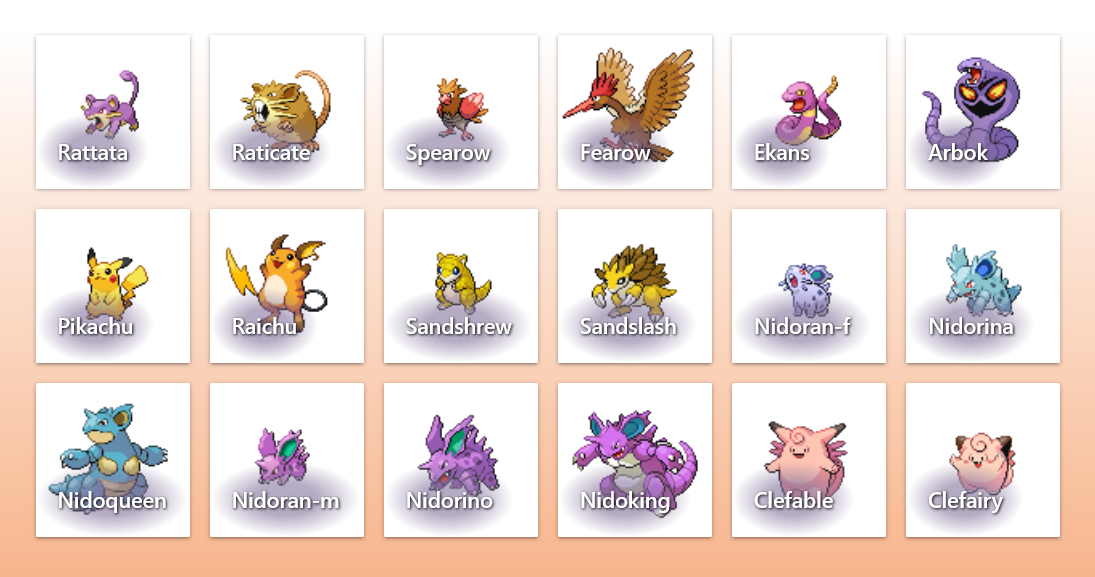 Rattata
Raticate
Spearow
Fearow
Ekans
Arbok
Pikachu
Raichu
Sandshrew
Sandslash
Nidoran-f
Nidorina
Nidoqueen
Nidoran-m
Nidorino
Nidoking
Clefable
Clefairy